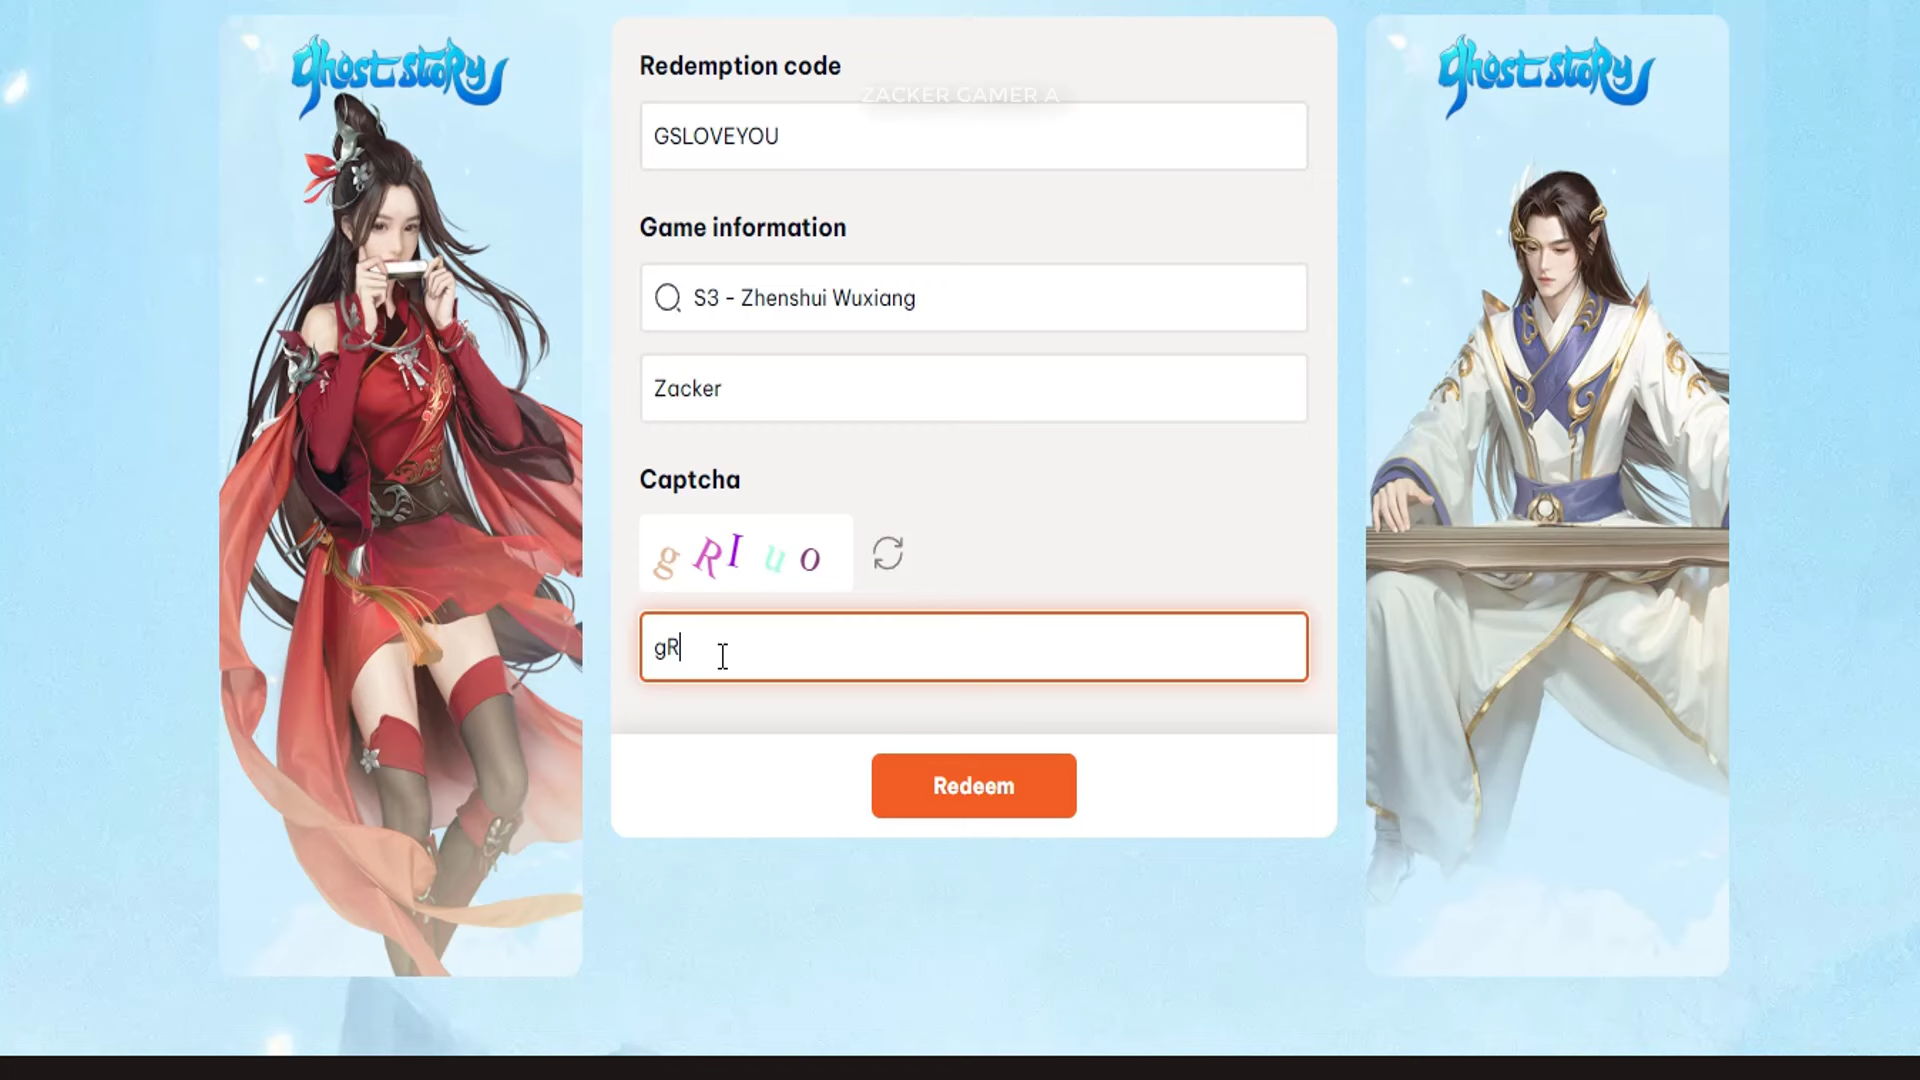 ghost story
ghost story
Redemption code
ZACKER GAMER A
GSLOVEYOU
Game information
S3 - Zhenshui Wuxiang
Zacker
Captcha
g R I u o
gR
Redeem